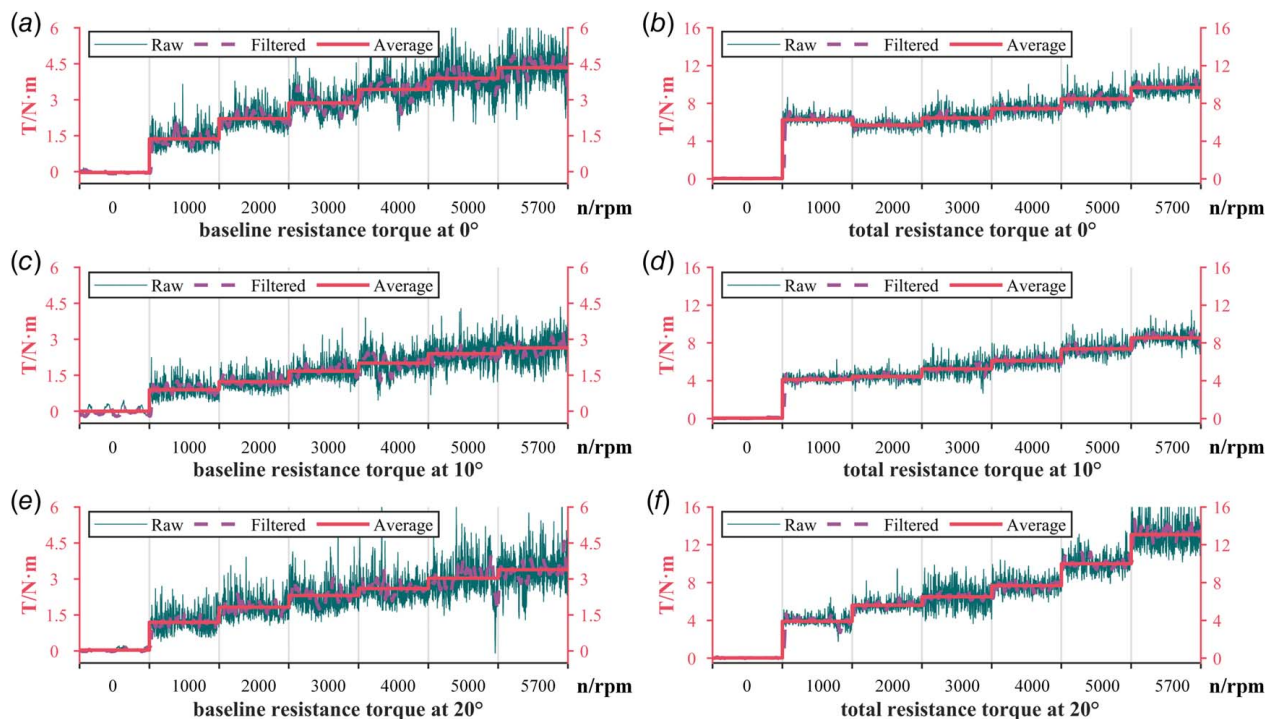 (a)
6
4.5
3
1.5
0
T/N·m
Raw Filtered Average
6
4.5
3
1.5
0
0 1000 2000 3000 4000 5000 5700 n/rpm
baseline resistance torque at 0°
(b)
16
12
8
4
0
T/N·m
Raw Filtered Average
16
12
8
4
0
0 1000 2000 3000 4000 5000 5700 n/rpm
total resistance torque at 0°
(c)
6
4.5
3
1.5
0
T/N·m
Raw Filtered Average
6
4.5
3
1.5
0
0 1000 2000 3000 4000 5000 5700 n/rpm
baseline resistance torque at 10°
(d)
16
12
8
4
0
T/N·m
Raw Filtered Average
16
12
8
4
0
0 1000 2000 3000 4000 5000 5700 n/rpm
total resistance torque at 10°
(e)
6
4.5
3
1.5
0
T/N·m
Raw Filtered Average
6
4.5
3
1.5
0
0 1000 2000 3000 4000 5000 5700 n/rpm
baseline resistance torque at 20°
(f)
16
12
8
4
0
T/N·m
Raw Filtered Average
16
12
8
4
0
0 1000 2000 3000 4000 5000 5700 n/rpm
total resistance torque at 20°